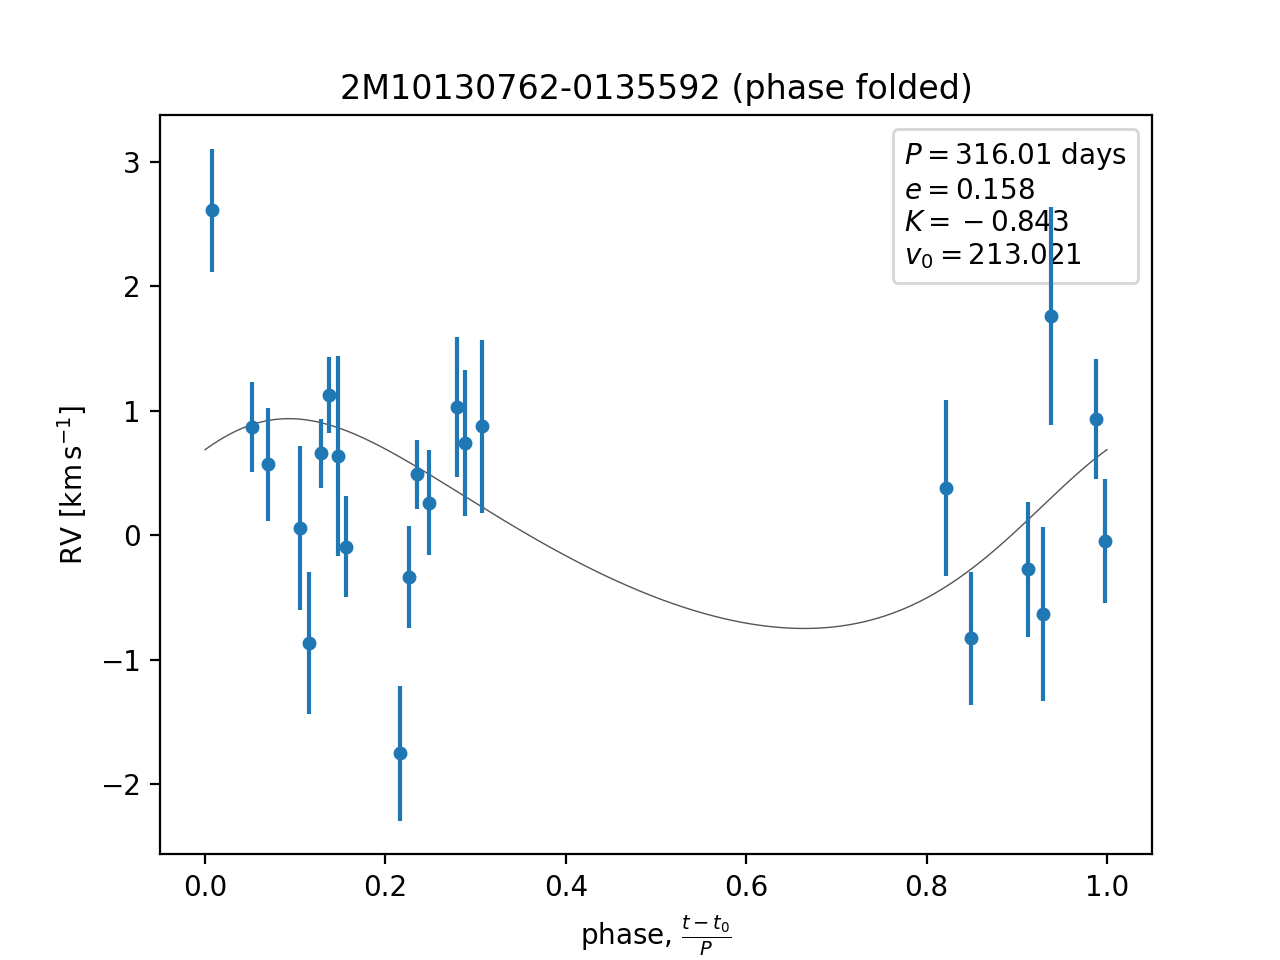 2M10130762-0135592 (phase folded)
P = 316.01 days
e = 0.158
K = −0.843
v₀ = 213.021
3
2
1
0
−1
−2
RV [km s⁻¹]
0.0 0.2 0.4 0.6 0.8 1.0
phase, (t − t₀)/P